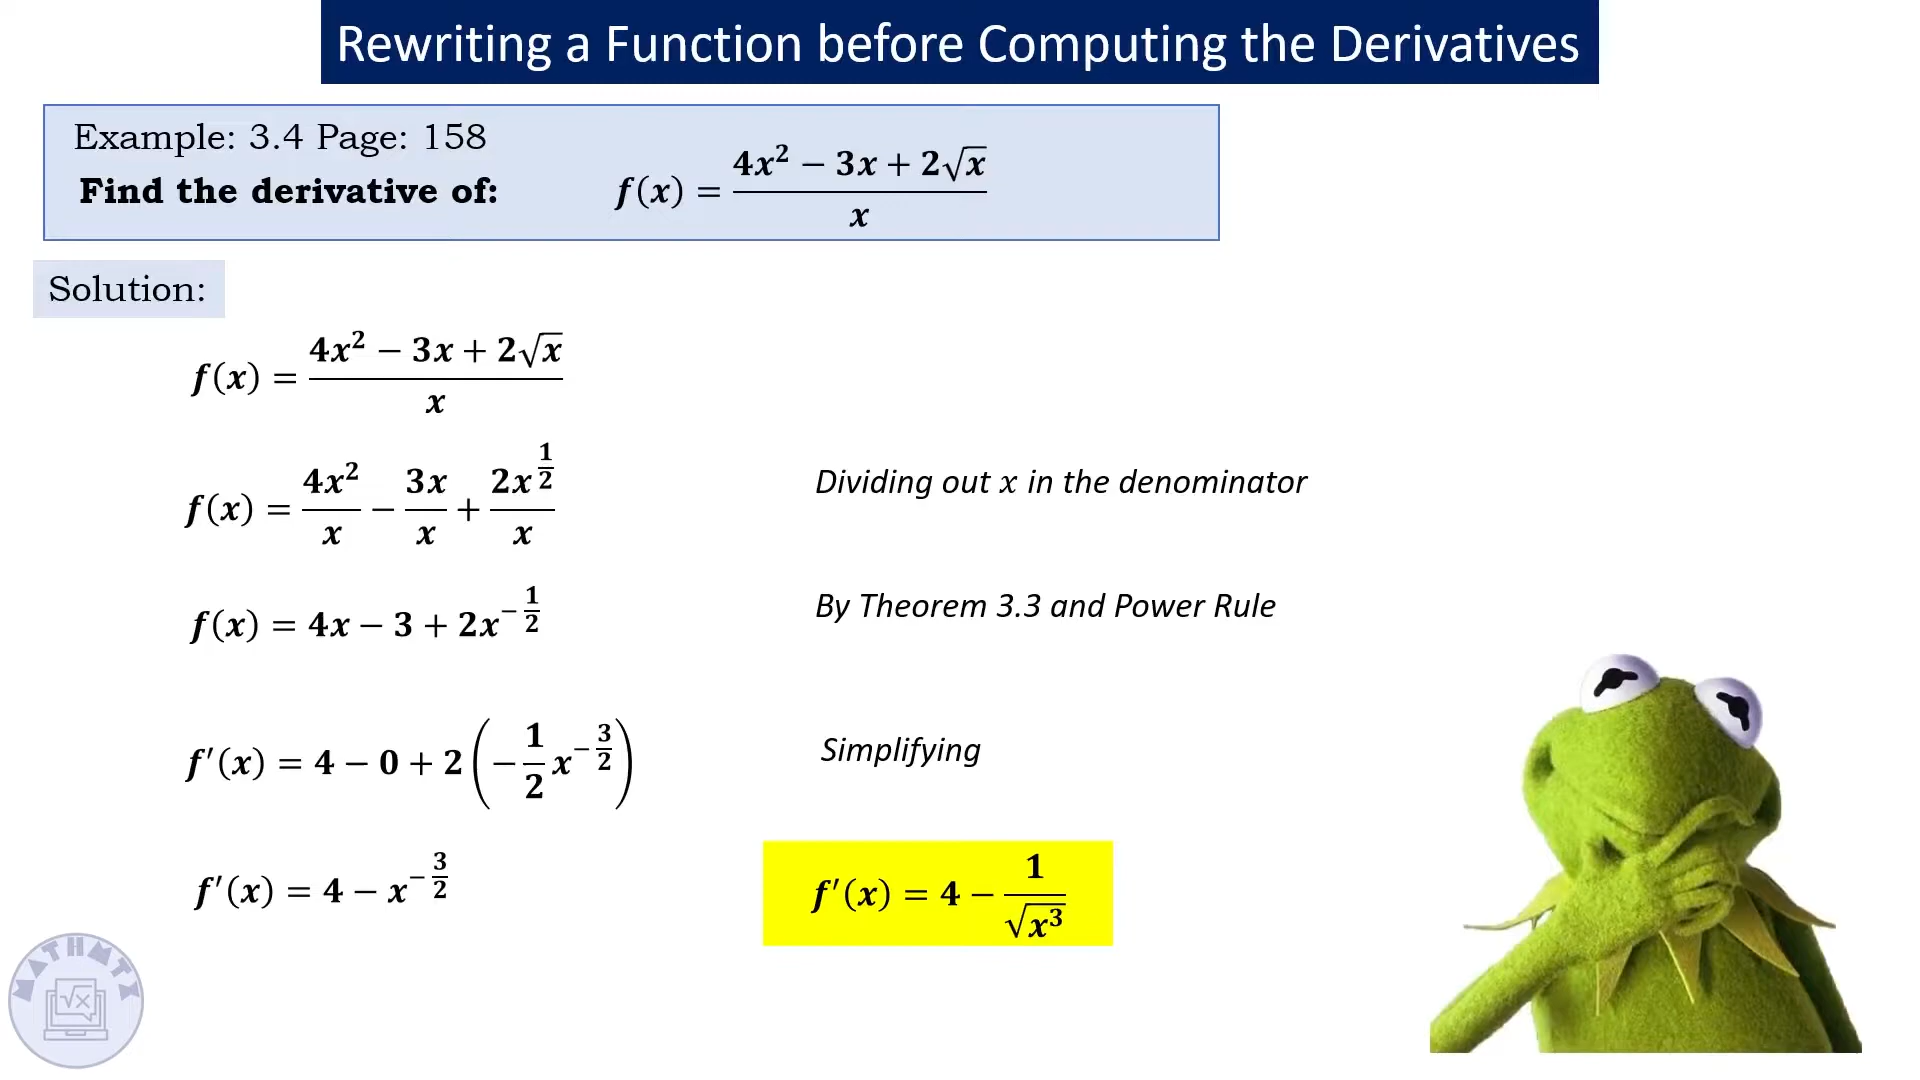 Rewriting a Function before Computing the Derivatives
Example: 3.4 Page: 158
Find the derivative of: f(x) = (4x² − 3x + 2√x)/x
Solution:
f(x) = (4x² − 3x + 2√x)/x
f(x) = 4x²/x − 3x/x + 2x^(1/2)/x
Dividing out x in the denominator
f(x) = 4x − 3 + 2x^(−1/2)
By Theorem 3.3 and Power Rule
f′(x) = 4 − 0 + 2(−1/2 x^(−3/2))
Simplifying
f′(x) = 4 − x^(−3/2)
f′(x) = 4 − 1/√x³
MATHMTX
√x